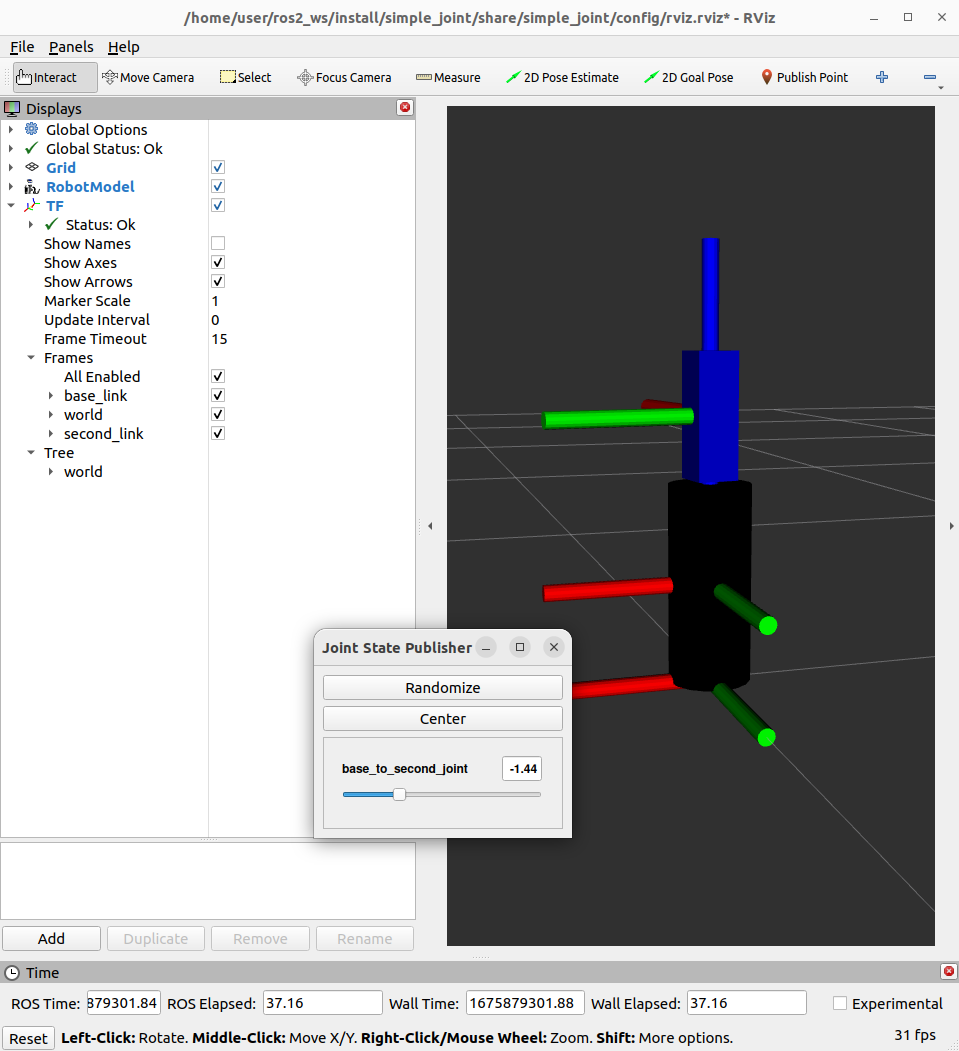 /home/user/ros2_ws/install/simple_joint/share/simple_joint/config/rviz.rviz* - RViz
File Panels Help
Interact Move Camera Select Focus Camera Measure 2D Pose Estimate 2D Goal Pose Publish Point
Displays
Global Options
Global Status: Ok
Grid
RobotModel
TF
Status: Ok
Show Names
Show Axes
Show Arrows
Marker Scale 1
Update Interval 0
Frame Timeout 15
Frames
All Enabled
base_link
world
second_link
Tree
world
Joint State Publisher
Randomize
Center
base_to_second_joint -1.44
Add Duplicate Remove Rename
Time
ROS Time: 879301.84 ROS Elapsed: 37.16 Wall Time: 1675879301.88 Wall Elapsed: 37.16 Experimental
Reset Left-Click: Rotate. Middle-Click: Move X/Y. Right-Click/Mouse Wheel: Zoom. Shift: More options. 31 fps